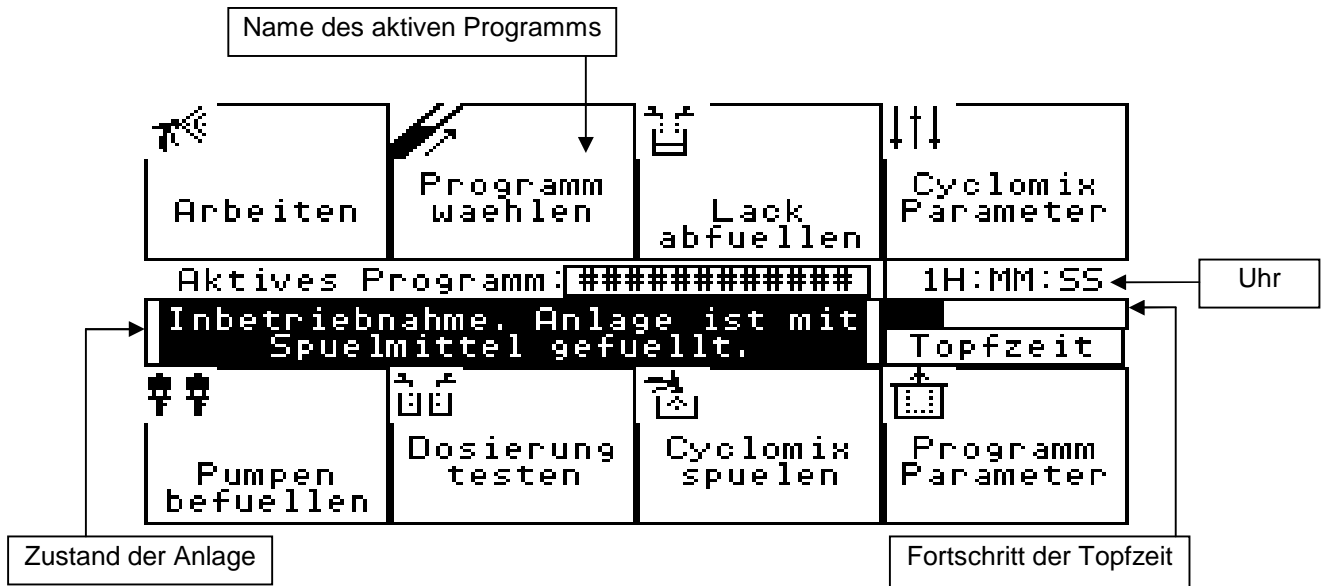 Name des aktiven Programms
Arbeiten
Programm
waehlen
Lack
abfuellen
Cyclomix
Parameter
Aktives Programm: ############ 1H:MM:SS
Uhr
Inbetriebnahme. Anlage ist mit
Spuelmittel gefuellt.
Topfzeit
Pumpen
befuellen
Dosierung
testen
Cyclomix
spuelen
Programm
Parameter
Zustand der Anlage
Fortschritt der Topfzeit